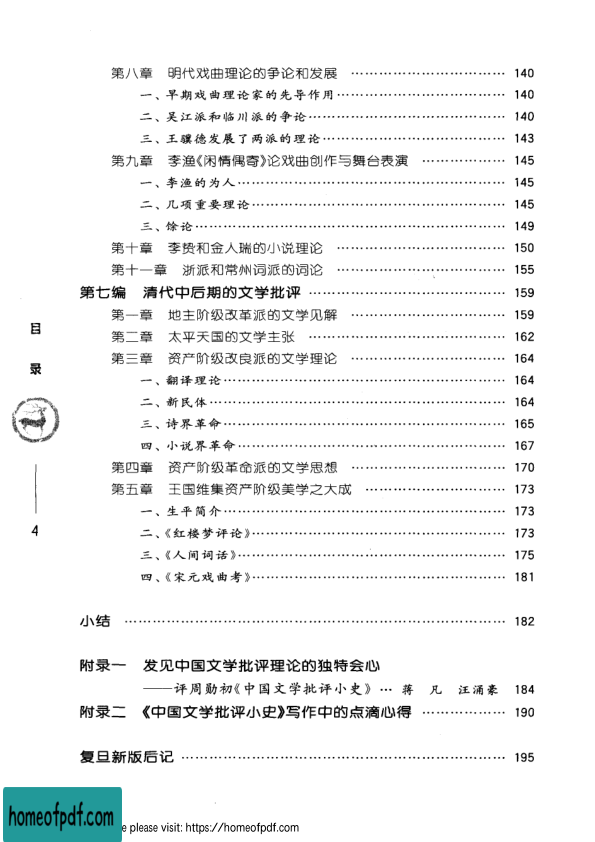 第八章 明代戏曲理论的争论和发展 …………………………… 140
一、早期戏曲理论家的先导作用 …………………………… 140
二、吴江派和临川派的争论 …………………………… 140
三、王骥德发展了两派的理论 …………………………… 143
第九章 李渔《闲情偶寄》论戏曲创作与舞台表演 ……………… 145
一、李渔的为人 …………………………… 145
二、几项重要理论 …………………………… 145
三、馀论 …………………………… 149
第十章 李贽和金人瑞的小说理论 …………………………… 150
第十一章 浙派和常州词派的词论 …………………………… 155
第七编 清代中后期的文学批评 …………………………… 159
第一章 地主阶级改革派的文学见解 …………………………… 159
第二章 太平天国的文学主张 …………………………… 162
第三章 资产阶级改良派的文学理论 …………………………… 164
一、翻译理论 …………………………… 164
二、新民体 …………………………… 164
三、诗界革命 …………………………… 165
四、小说界革命 …………………………… 167
第四章 资产阶级革命派的文学思想 …………………………… 170
第五章 王国维集资产阶级美学之大成 …………………………… 173
一、生平简介 …………………………… 173
二、《红楼梦评论》 …………………………… 173
三、《人间词话》 …………………………… 175
四、《宋元戏曲考》 …………………………… 181
小结 …………………………… 182
附录一 发见中国文学批评理论的独特会心
——评周勋初《中国文学批评小史》 … 蒋 凡 汪涌豪 184
附录二 《中国文学批评小史》写作中的点滴心得 ……………… 190
复旦新版后记 …………………………… 195
目
录
4
homeofpdf.com
e please visit: https://homeofpdf.com